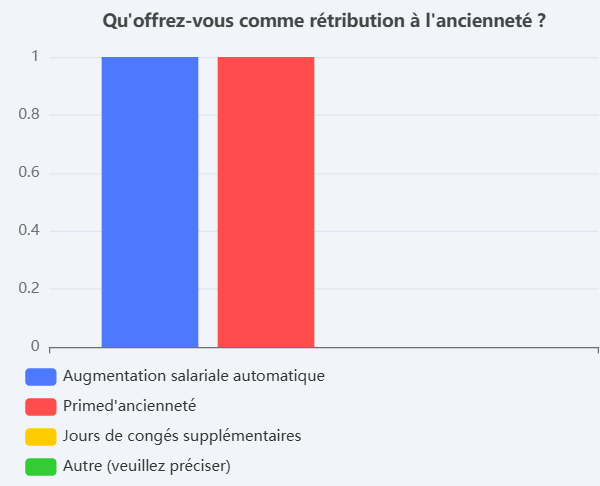 Qu'offrez-vous comme rétribution à l'ancienneté ?
1
0.8
0.6
0.4
0.2
0
Augmentation salariale automatique
Primed'ancienneté
Jours de congés supplémentaires
Autre (veuillez préciser)